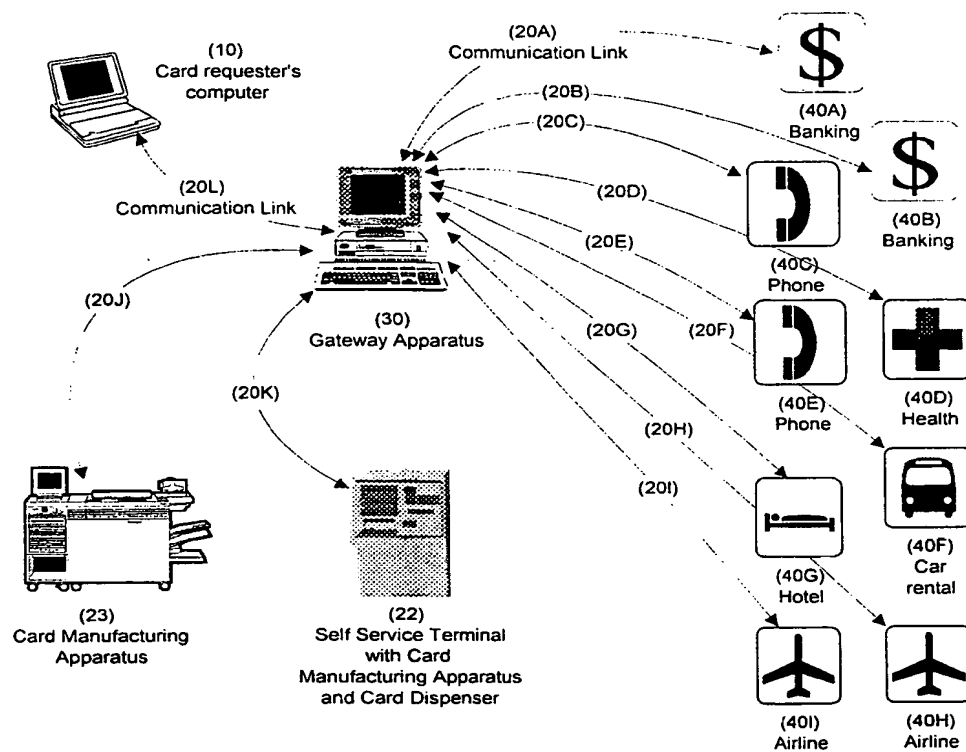 (10)
Card requester's
computer
(20A)
Communication Link
(20B)
(20C)
$
(40A)
Banking
$
(40B)
Banking
(20L)
Communication Link
(20D)
(20E)
(40C)
Phone
(20J)
(30)
Gateway Apparatus
(20G)
(20F)
(40D)
Health
(20K)
(20H)
(40E)
Phone
(20I)
(40F)
Car
rental
(40G)
Hotel
(23)
Card Manufacturing
Apparatus
(22)
Self Service Terminal
with Card
Manufacturing Apparatus
and Card Dispenser
(40I)
Airline
(40H)
Airline